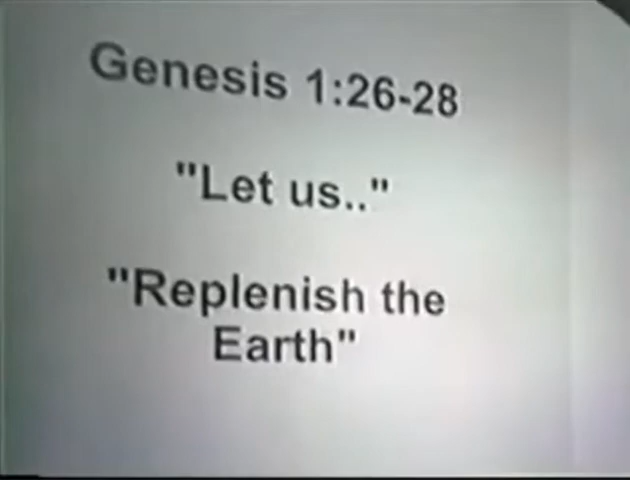 Genesis 1:26-28
"Let us.."
"Replenish the
Earth"